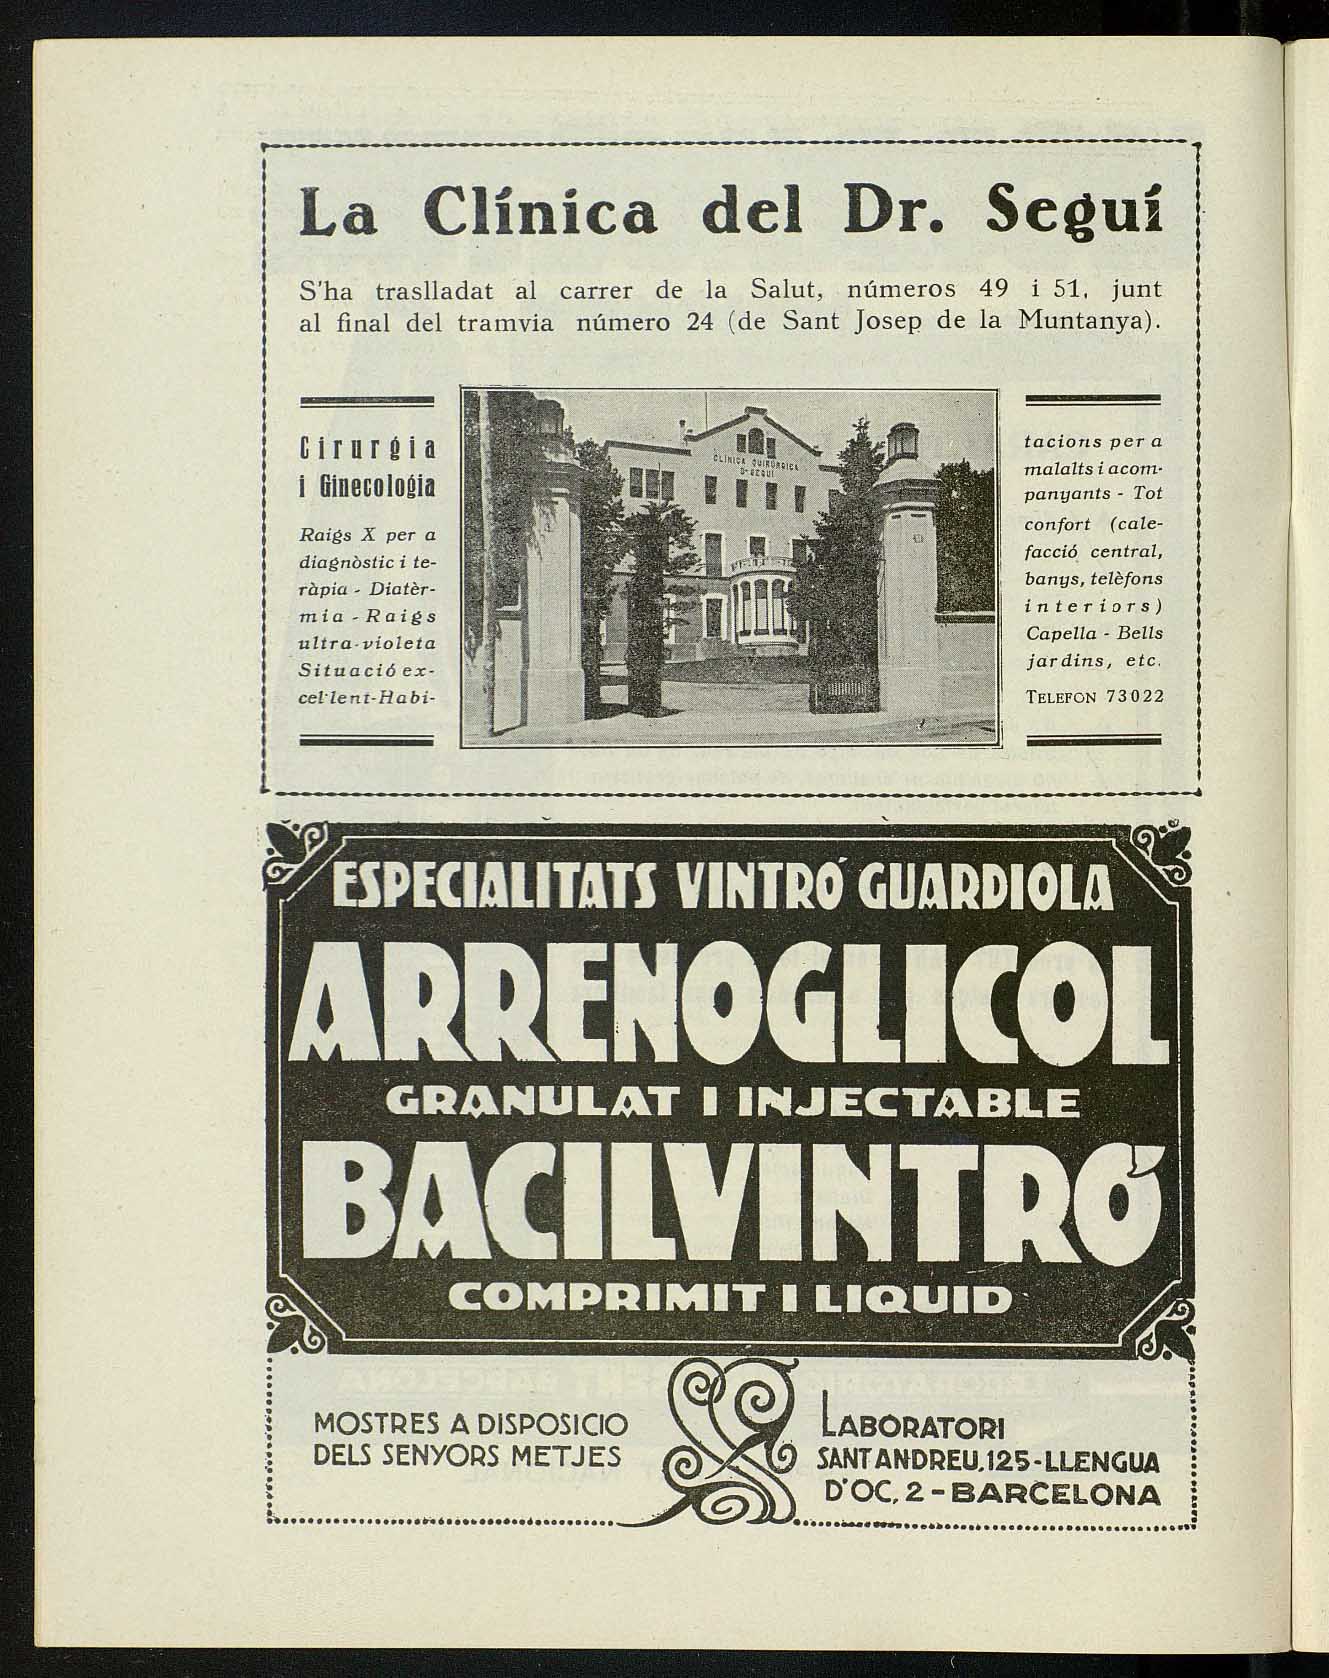 La Clínica del Dr. Seguí
S'ha traslladat al carrer de la Salut, números 49 i 51, junt
al final del tramvia número 24 (de Sant Josep de la Muntanya).
Cirurgia
i Ginecologia
Raigs X per a
diagnòstic i te-
ràpia - Diatèr-
mia - Raigs
ultra-violeta
Situació ex-
cel·lent-Habi-
CLÍNICA QUIRÚRGICA
Dr SEGUÍ
tacions per a
malalts i acom-
panyants - Tot
confort (cale-
facció central,
banys, telèfons
interiors)
Capella - Bells
jardins, etc.
TELEFON 73022
ESPECIALITATS VINTRÓ GUARDIOLA
ARRENOGLICOL
GRANULAT I INJECTABLE
BACILVINTRÓ
COMPRIMIT I LIQUID
MOSTRES A DISPOSICIO
DELS SENYORS METJES
LABORATORI
SANT ANDREU, 125-LLENGUA
D'OC, 2-BARCELONA